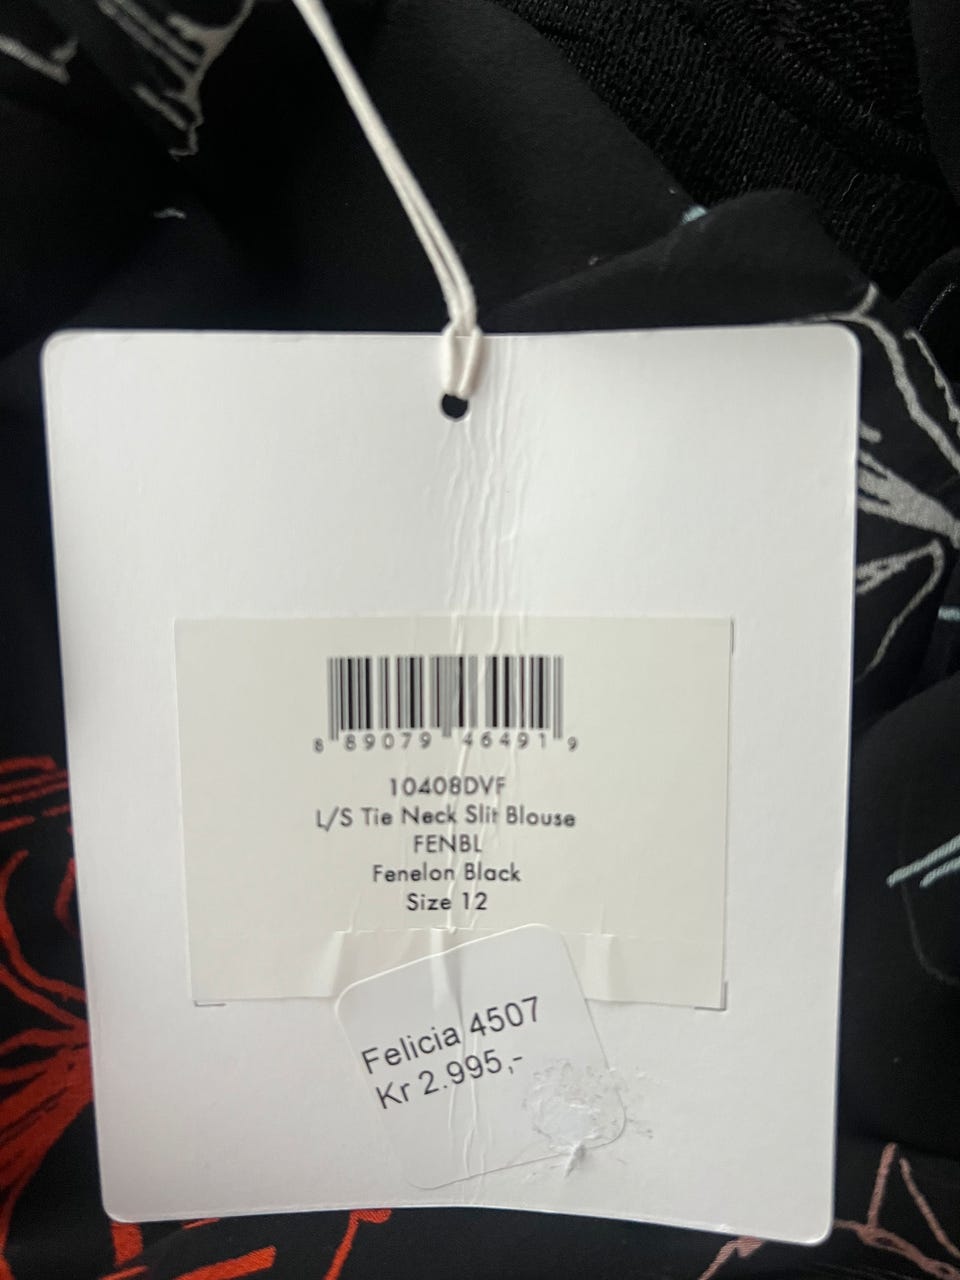 8 89079 46491 9
10408DVF
L/S Tie Neck Slit Blouse
FENBL
Fenelon Black
Size 12
Felicia 4507
Kr 2.995,-